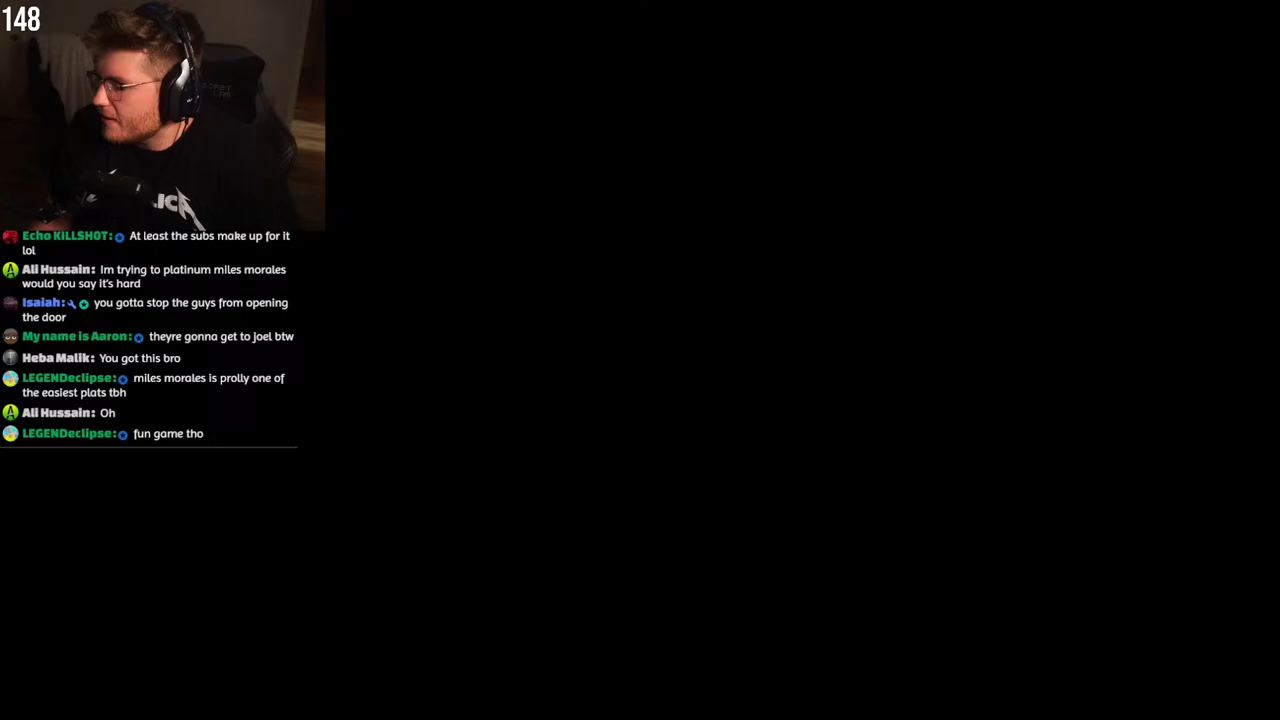 148
Echo KILLSHOT: At least the subs make up for it
lol
Ali Hussain: Im trying to platinum miles morales
would you say it's hard
Isaiah: you gotta stop the guys from opening
the door
My name is Aaron: theyre gonna get to joel btw
Heba Malik: You got this bro
LEGENDeclipse: miles morales is prolly one of
the easiest plats tbh
Ali Hussain: Oh
LEGENDeclipse: fun game tho